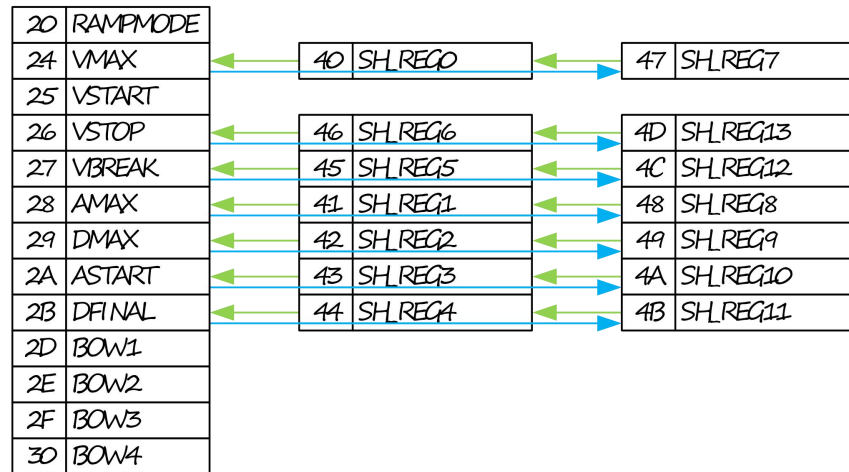 20 RAMPMODE
24 VMAX 40 SH_REG0 47 SH_REG7
25 VSTART
26 VSTOP 46 SH_REG6 4D SH_REG13
27 VBREAK 45 SH_REG5 4C SH_REG12
28 AMAX 41 SH_REG1 48 SH_REG8
29 DMAX 42 SH_REG2 49 SH_REG9
2A ASTART 43 SH_REG3 4A SH_REG10
2B DFINAL 44 SH_REG4 4B SH_REG11
2D BOW1
2E BOW2
2F BOW3
30 BOW4